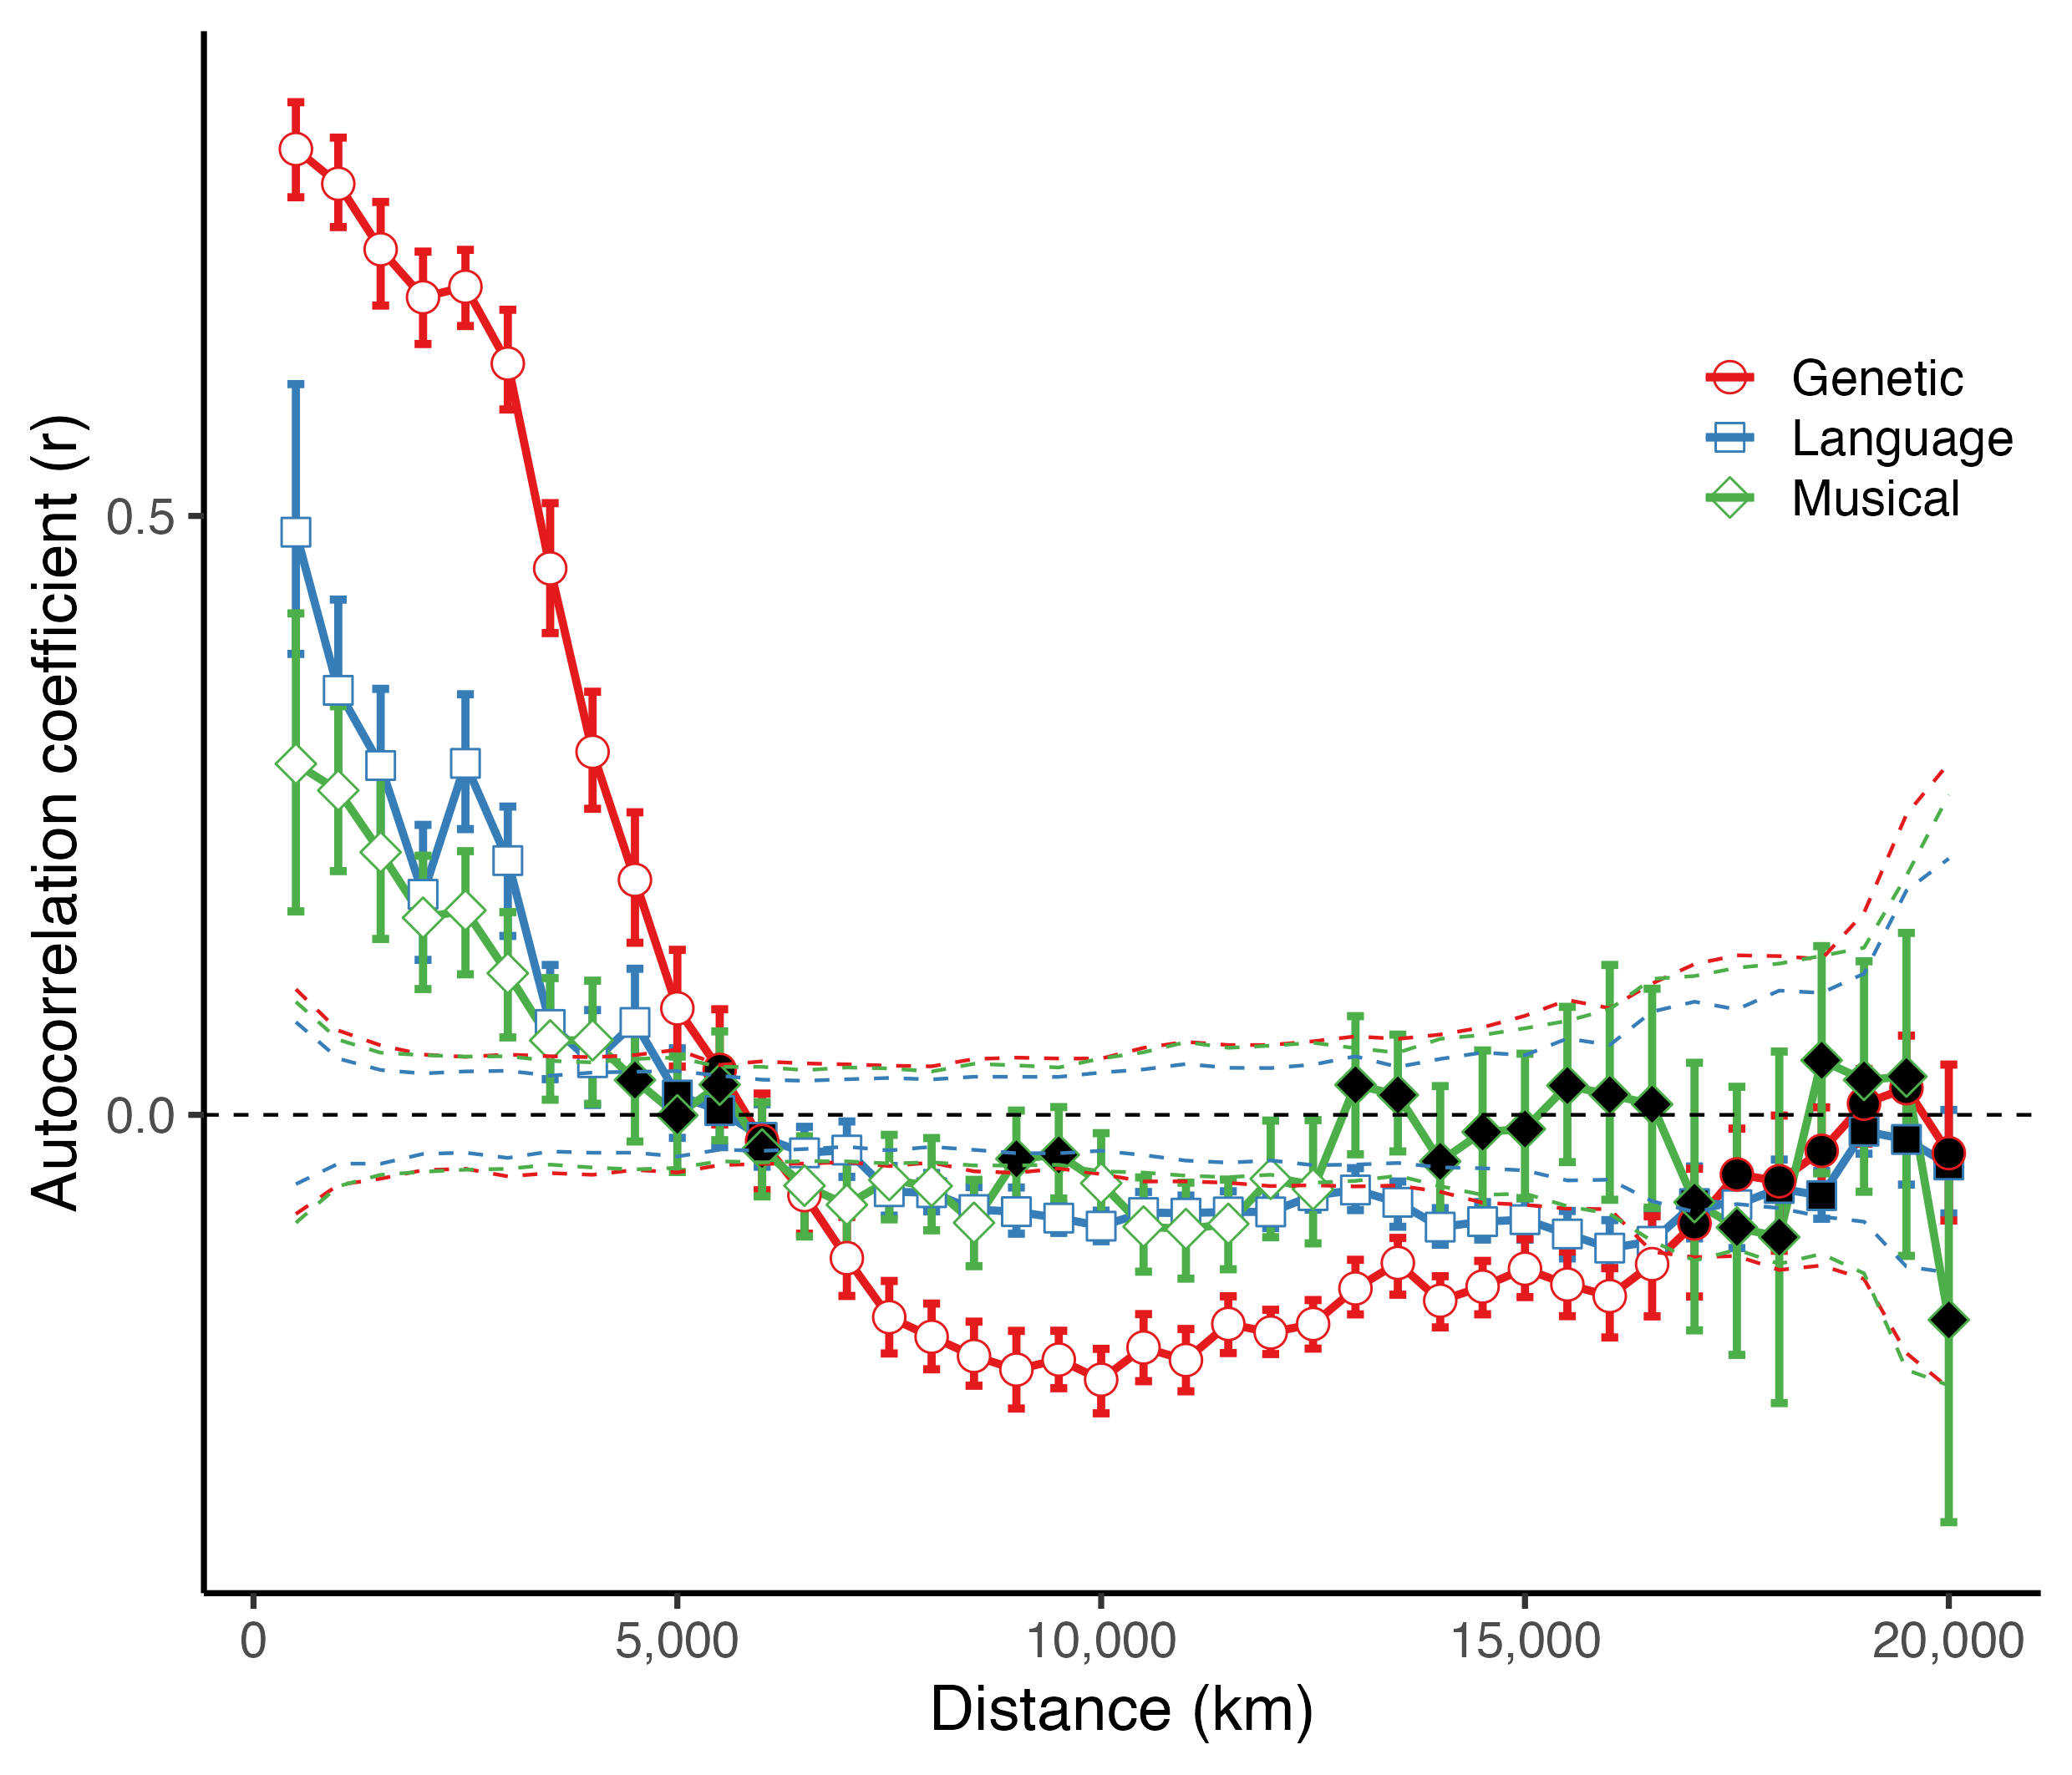 Autocorrelation coefficient (r)
0.5
0.0
Genetic
Language
Musical
0
5,000
10,000
15,000
20,000
Distance (km)